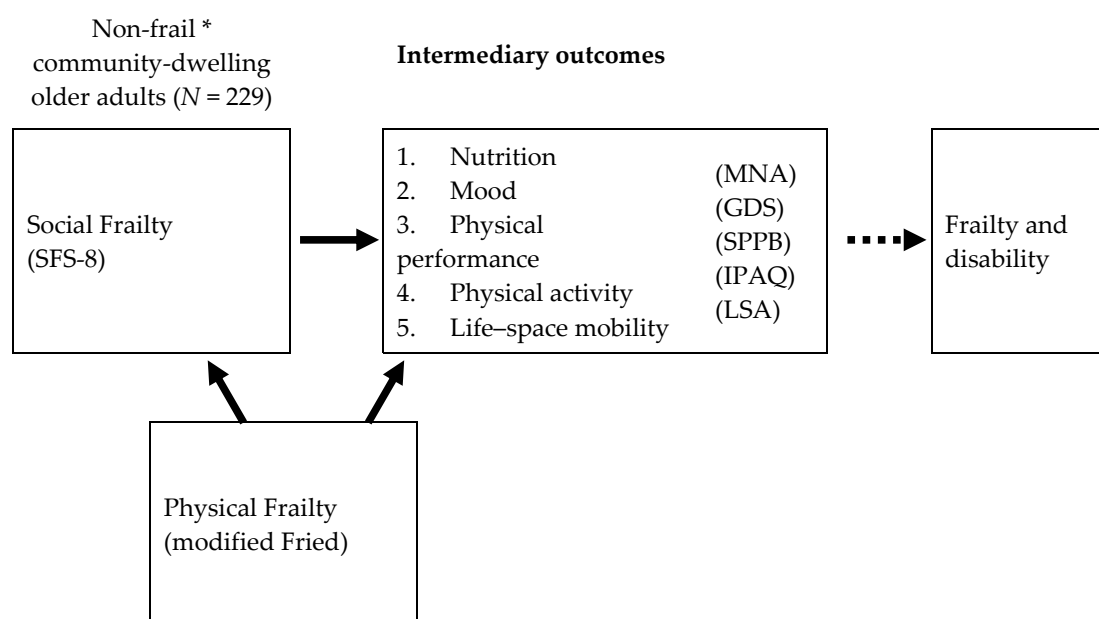 Non-frail *
community-dwelling
older adults (N = 229)
Intermediary outcomes
Social Frailty
(SFS-8)
1. Nutrition
2. Mood
3. Physical
performance
4. Physical activity
5. Life–space mobility
(MNA)
(GDS)
(SPPB)
(IPAQ)
(LSA)
Frailty and
disability
Physical Frailty
(modified Fried)